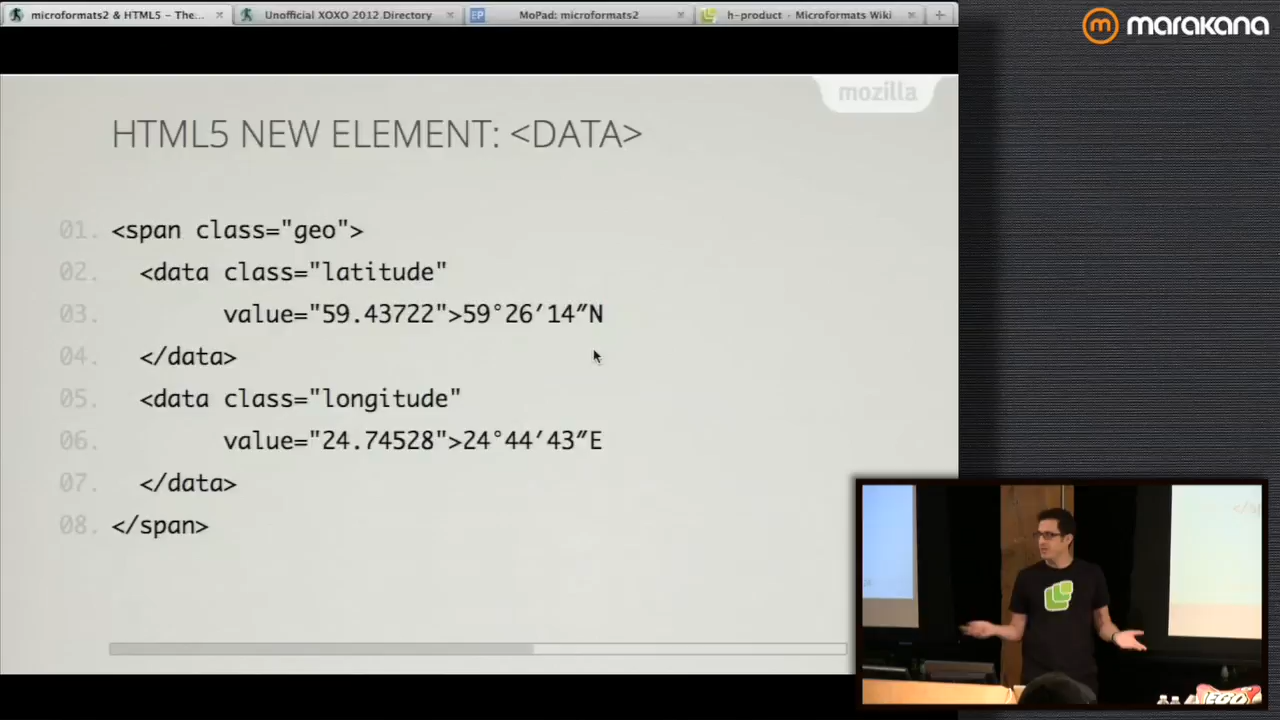 microformats2 & HTML5 – The...
Unofficial XOXO 2012 Directory
EP MoPad: microformats2
h-product - Microformats Wiki
marakana
mozilla
HTML5 NEW ELEMENT: <DATA>
01. <span class="geo">
02. <data class="latitude"
03. value="59.43722">59°26′14″N
04. </data>
05. <data class="longitude"
06. value="24.74528">24°44′43″E
07. </data>
08. </span>